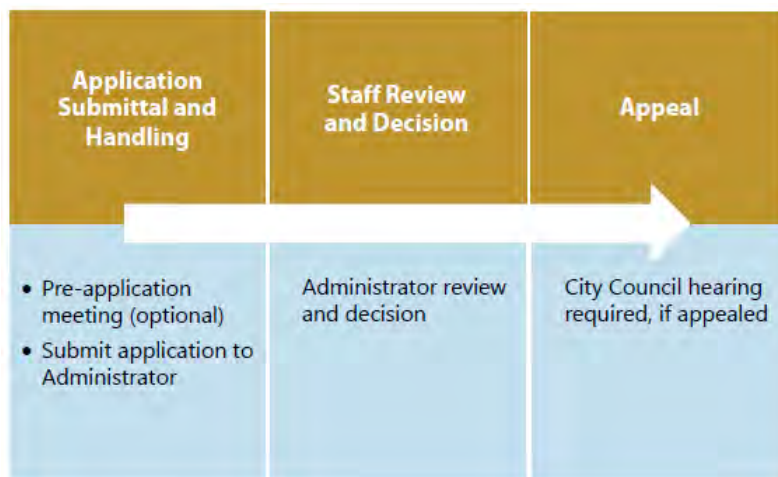 Application
Submittal and
Handling
Staff Review
and Decision
Appeal
• Pre-application
meeting (optional)
• Submit application to
Administrator
Administrator review
and decision
City Council hearing
required, if appealed